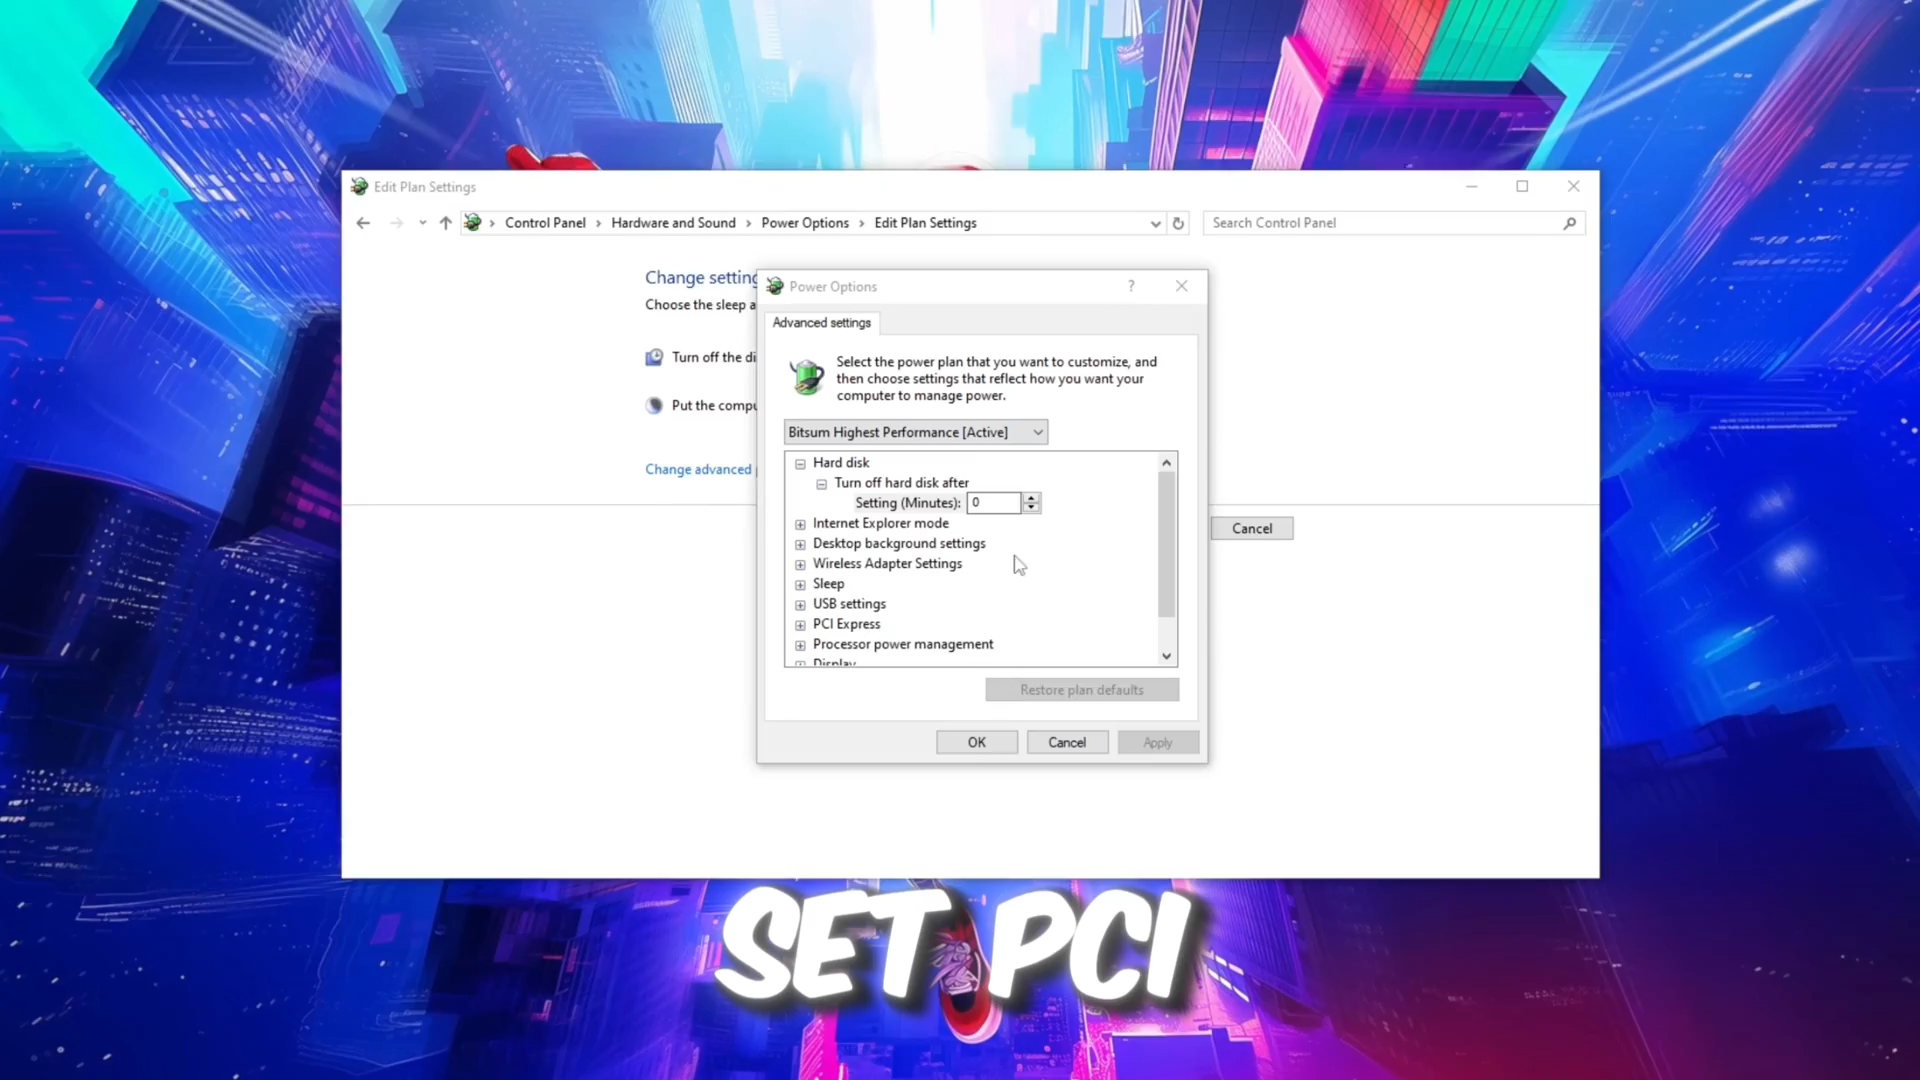 Edit Plan Settings
Control Panel > Hardware and Sound > Power Options > Edit Plan Settings
Search Control Panel
Change setting
Choose the sleep a
Turn off the di
Put the compu
Change advanced
Cancel
Power Options
?
Advanced settings
Select the power plan that you want to customize, and
then choose settings that reflect how you want your
computer to manage power.
Bitsum Highest Performance [Active]
Hard disk
Turn off hard disk after
Setting (Minutes): 0
Internet Explorer mode
Desktop background settings
Wireless Adapter Settings
Sleep
USB settings
PCI Express
Processor power management
Display
Restore plan defaults
OK Cancel Apply
SET PCI